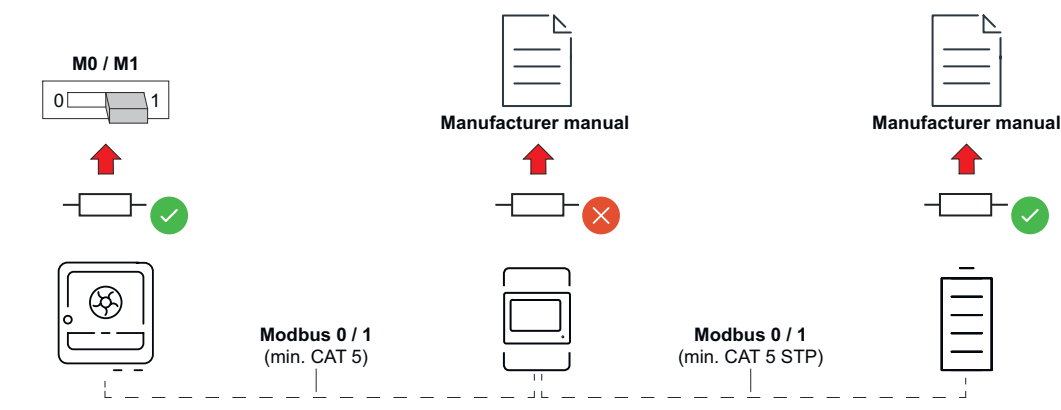 M0 / M1
0 1
Manufacturer manual
Manufacturer manual
Modbus 0 / 1
(min. CAT 5)
Modbus 0 / 1
(min. CAT 5 STP)